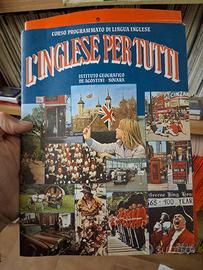 CORSO PROGRAMMATO DI LINGUA INGLESE
L'INGLESE PER TUTTI
ISTITUTO GEOGRAFICO
DE AGOSTINI - NOVARA